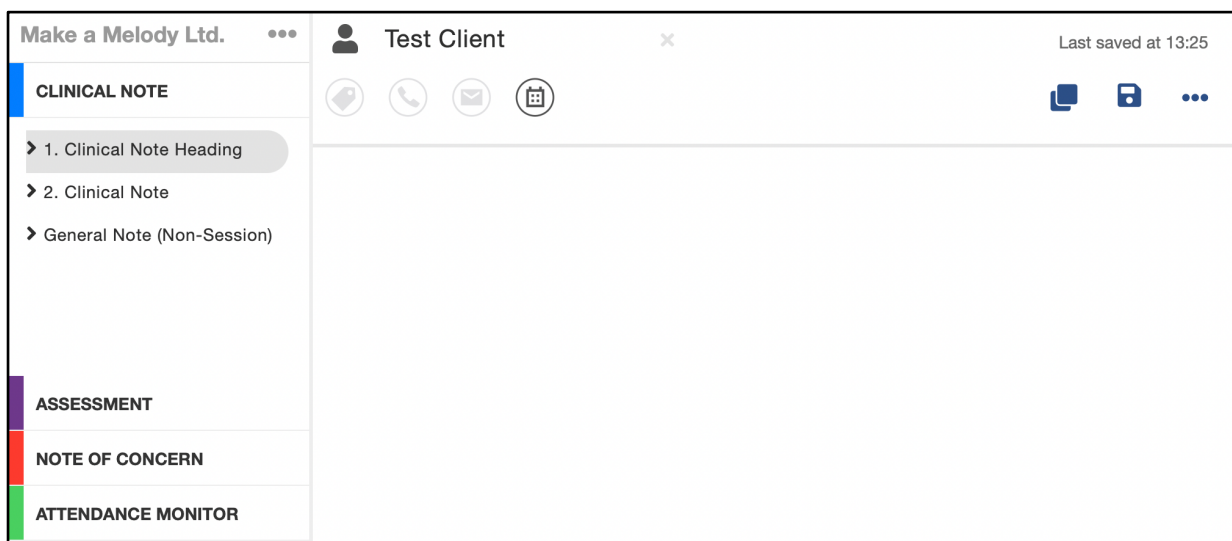 Make a Melody Ltd.
CLINICAL NOTE
1. Clinical Note Heading
2. Clinical Note
General Note (Non-Session)
ASSESSMENT
NOTE OF CONCERN
ATTENDANCE MONITOR
Test Client
Last saved at 13:25